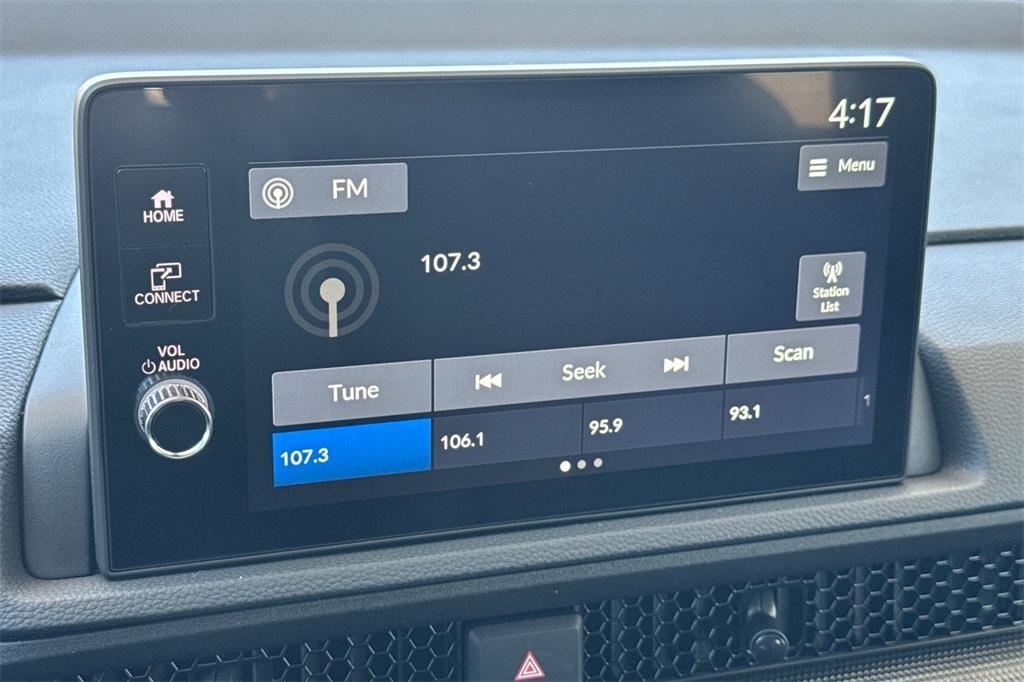 4:17
FM
Menu
HOME
107.3
CONNECT
Station
List
VOL
AUDIO
Tune
Seek
Scan
107.3
106.1
95.9
93.1
1